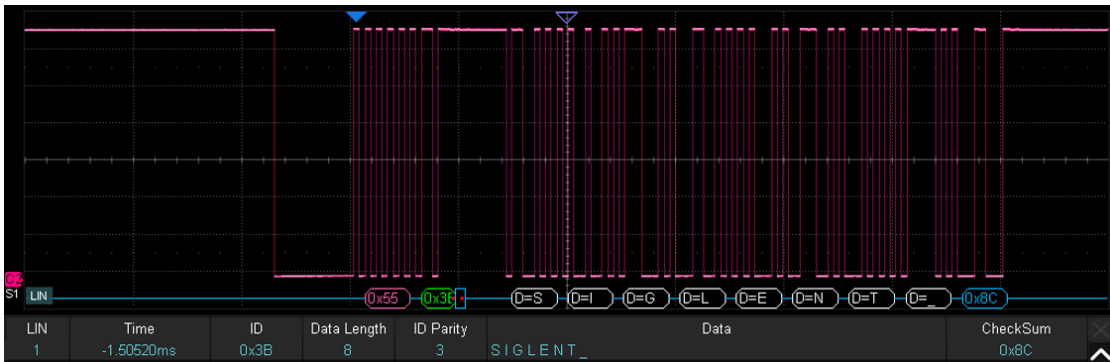 C2
S1 LIN 0x55 0x3B D=S D=I D=G D=L D=E D=N D=T D=_ 0x8C
LIN Time ID Data Length ID Parity Data CheckSum
1 -1.50520ms 0x3B 8 3 SIGLENT_ 0x8C